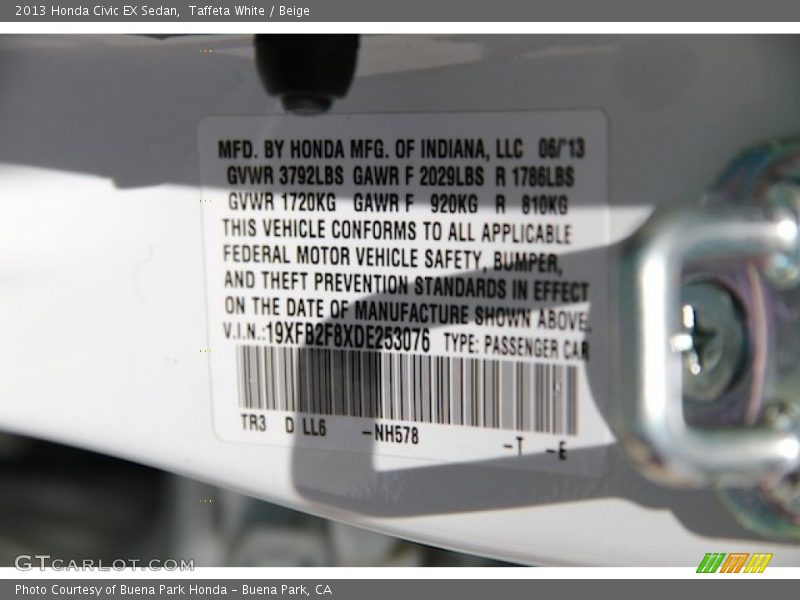 2013 Honda Civic EX Sedan, Taffeta White / Beige
MFD. BY HONDA MFG. OF INDIANA, LLC 06/'13
GVWR 3792LBS GAWR F 2029LBS R 1786LBS
GVWR 1720KG GAWR F 920KG R 810KG
THIS VEHICLE CONFORMS TO ALL APPLICABLE
FEDERAL MOTOR VEHICLE SAFETY, BUMPER,
AND THEFT PREVENTION STANDARDS IN EFFECT
ON THE DATE OF MANUFACTURE SHOWN ABOVE.
V.I.N.:19XFB2F8XDE253076 TYPE: PASSENGER CAR
TR3 D LL6 -NH578 -T -E
GTCARLOT.COM
Photo Courtesy of Buena Park Honda - Buena Park, CA